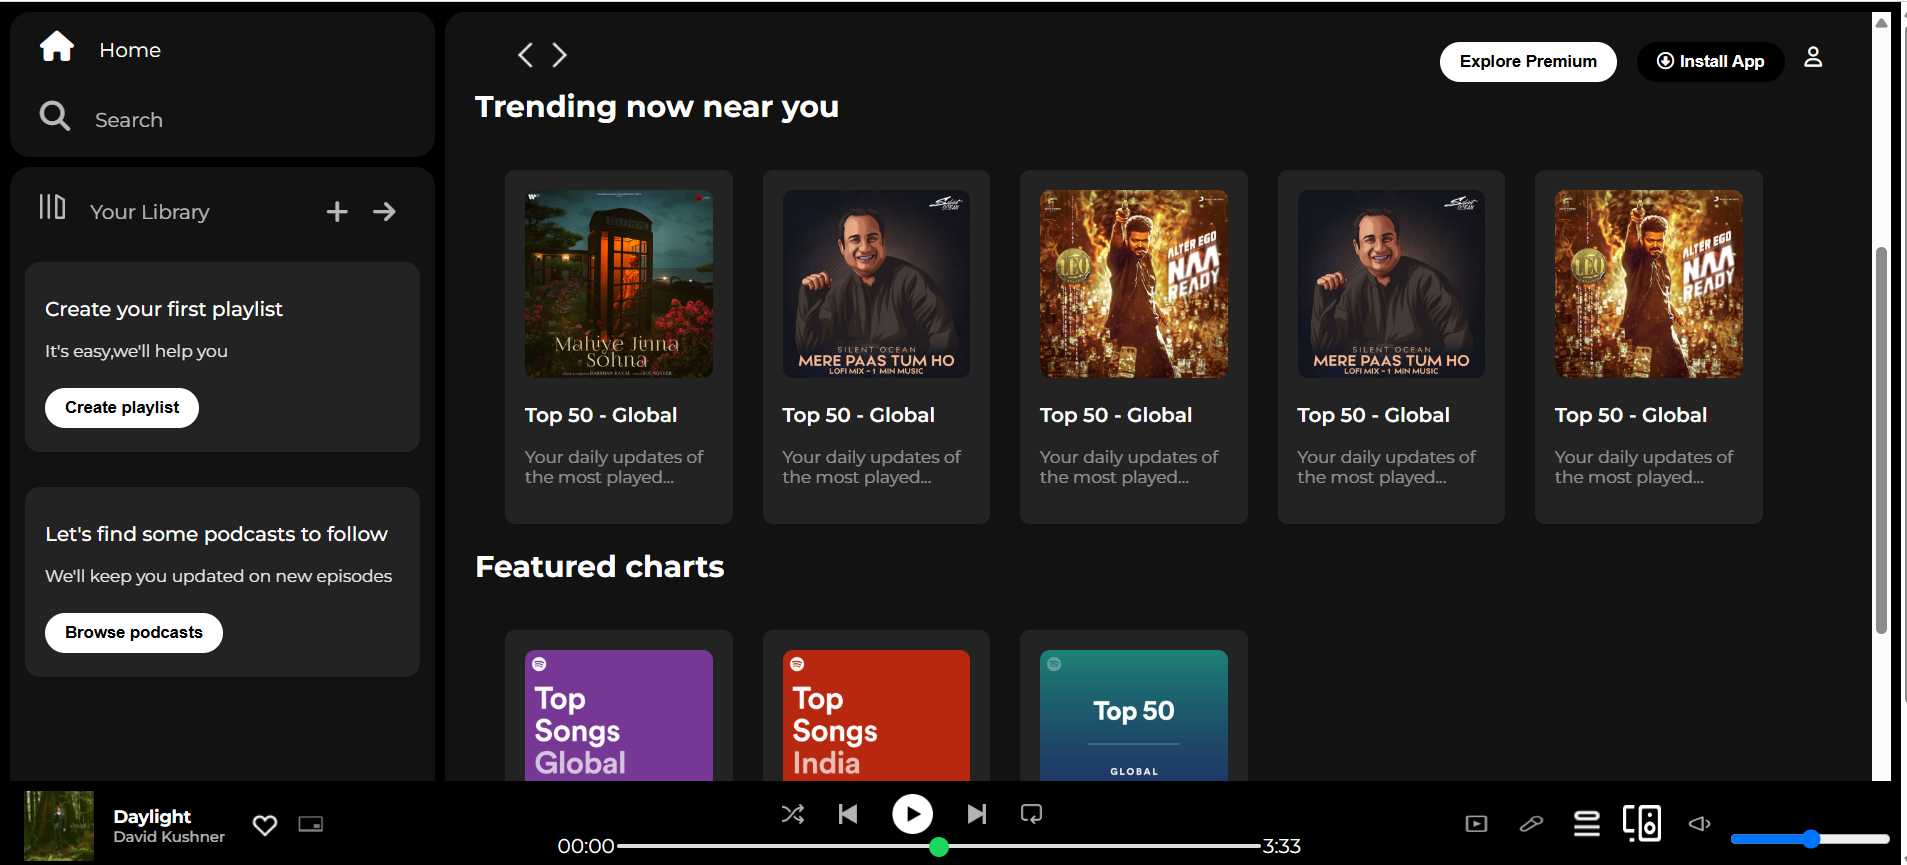 Home
Search
Your Library
Create your first playlist
It's easy,we'll help you
Create playlist
Let's find some podcasts to follow
We'll keep you updated on new episodes
Browse podcasts
Explore Premium
Install App
Trending now near you
Mahiye Jinna
Sohna
Silent
Ocean
SILENT OCEAN
MERE PAAS TUM HO
LOFI MIX - 1 MIN MUSIC
LEO
ALTER EGO
NAA
READY
Silent
Ocean
SILENT OCEAN
MERE PAAS TUM HO
LOFI MIX - 1 MIN MUSIC
LEO
ALTER EGO
NAA
READY
Top 50 - Global
Your daily updates of
the most played...
Top 50 - Global
Your daily updates of
the most played...
Top 50 - Global
Your daily updates of
the most played...
Top 50 - Global
Your daily updates of
the most played...
Top 50 - Global
Your daily updates of
the most played...
Featured charts
Top
Songs
Global
Top
Songs
India
Top 50
GLOBAL
Daylight
David Kushner
00:00
3:33